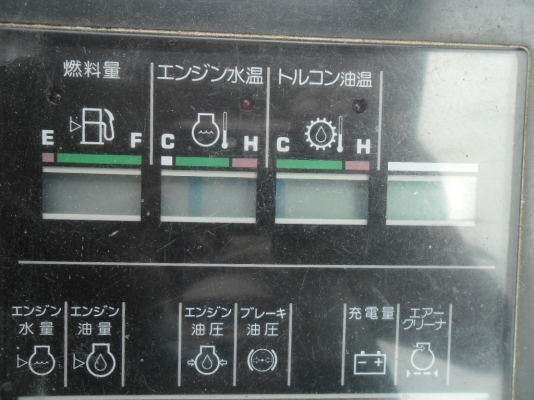 燃料量 エンジン水温 トルコン油温
E F C H C H
エンジン エンジン エンジン ブレーキ 充電量 エアー
水量 油量 油圧 油圧 クリーナ